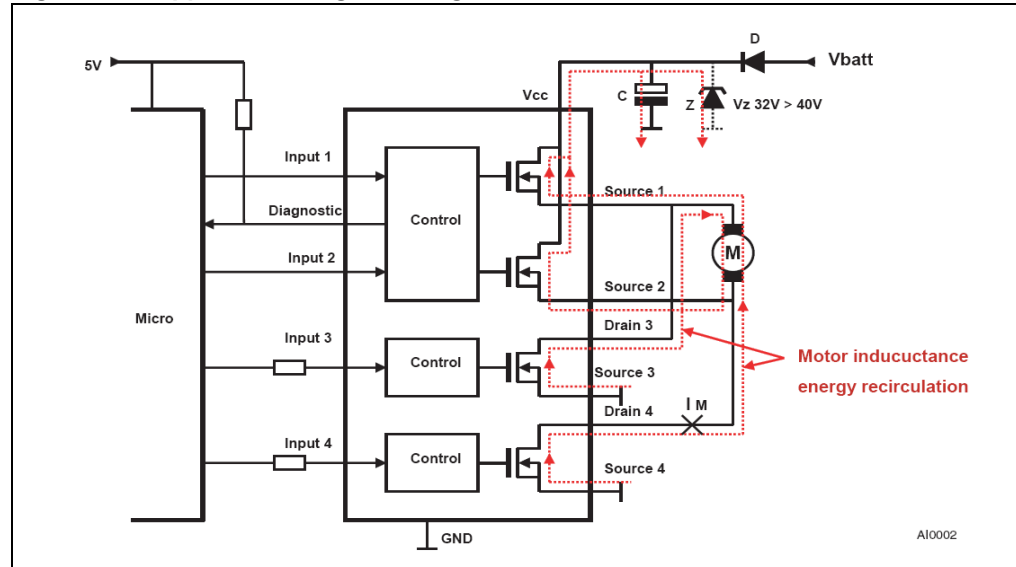 D
5V
Vbatt
Vcc
C
Z
Vz 32V > 40V
Input 1
Source 1
Diagnostic
Control
M
Input 2
Source 2
Micro
Drain 3
Input 3
Control
Source 3
Motor inducuctance
energy recirculation
Drain 4
I M
Input 4
Control
Source 4
GND
AI0002